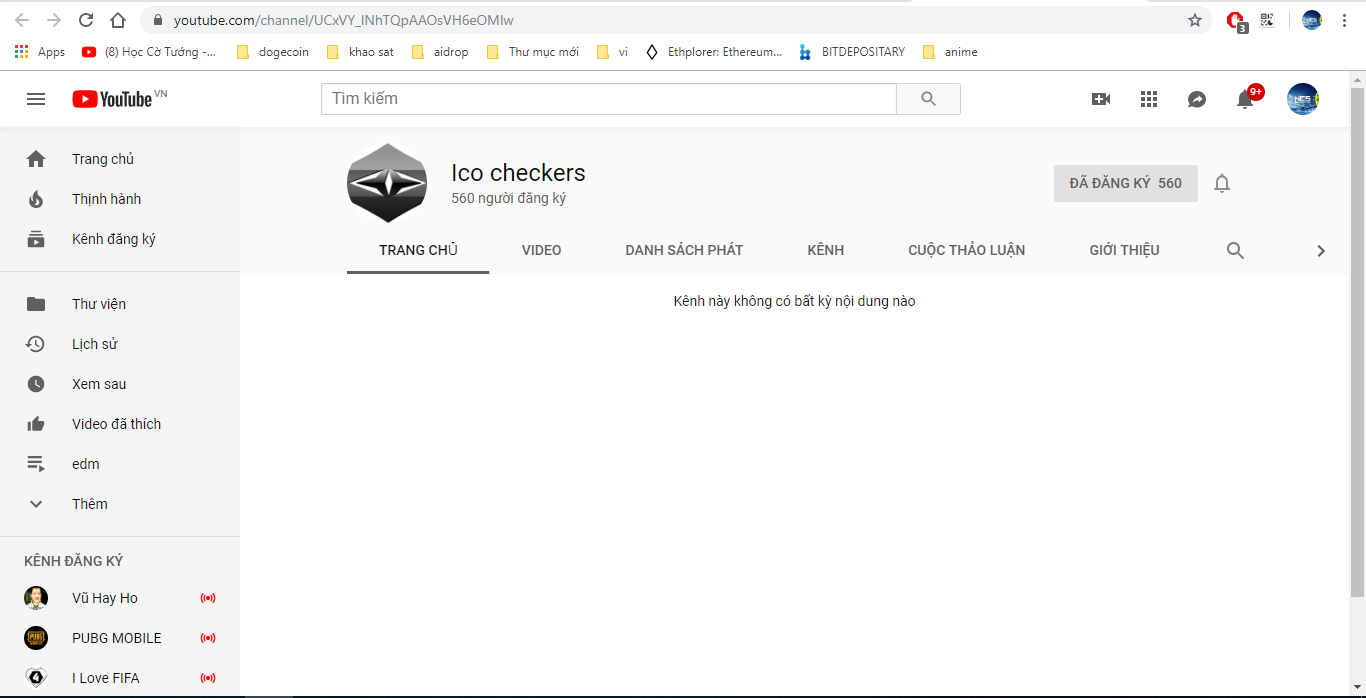 youtube.com/channel/UCxVY_lNhTQpAAOsVH6eOMIw
3
Apps
(8) Học Cờ Tướng -...
dogecoin
khao sat
aidrop
Thư mục mới
vi
Ethplorer: Ethereum...
BITDEPOSITARY
anime
YouTube VN
Tìm kiếm
9+
Trang chủ
Thịnh hành
Kênh đăng ký
Thư viện
Lịch sử
Xem sau
Video đã thích
edm
Thêm
KÊNH ĐĂNG KÝ
Vũ Hay Ho
PUBG MOBILE
I Love FIFA
Ico checkers
560 người đăng ký
ĐÃ ĐĂNG KÝ 560
TRANG CHỦ
VIDEO
DANH SÁCH PHÁT
KÊNH
CUỘC THẢO LUẬN
GIỚI THIỆU
Kênh này không có bất kỳ nội dung nào